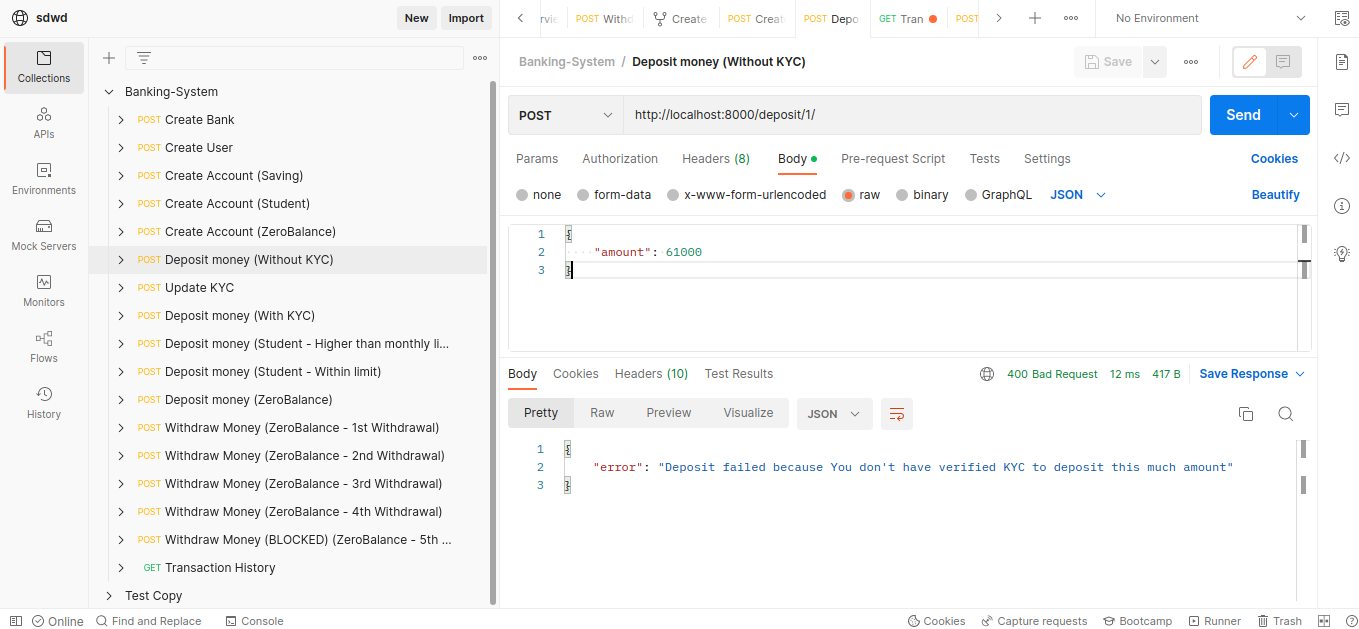 sdwd
New
Import
POST Withd
Create
POST Creat
POST Depo
GET Tran
POST
No Environment
Collections
APIs
Environments
Mock Servers
Monitors
Flows
History
Banking-System
POST Create Bank
POST Create User
POST Create Account (Saving)
POST Create Account (Student)
POST Create Account (ZeroBalance)
POST Deposit money (Without KYC)
POST Update KYC
POST Deposit money (With KYC)
POST Deposit money (Student - Higher than monthly li...
POST Deposit money (Student - Within limit)
POST Deposit money (ZeroBalance)
POST Withdraw Money (ZeroBalance - 1st Withdrawal)
POST Withdraw Money (ZeroBalance - 2nd Withdrawal)
POST Withdraw Money (ZeroBalance - 3rd Withdrawal)
POST Withdraw Money (ZeroBalance - 4th Withdrawal)
POST Withdraw Money (BLOCKED) (ZeroBalance - 5th ...
GET Transaction History
Test Copy
Banking-System / Deposit money (Without KYC)
Save
POST http://localhost:8000/deposit/1/
Send
Params Authorization Headers (8) Body Pre-request Script Tests Settings Cookies
none form-data x-www-form-urlencoded raw binary GraphQL JSON Beautify
1 {
2 "amount": 61000
3 }
Body Cookies Headers (10) Test Results 400 Bad Request 12 ms 417 B Save Response
Pretty Raw Preview Visualize JSON
1 {
2 "error": "Deposit failed because You don't have verified KYC to deposit this much amount"
3 }
Online Find and Replace Console Cookies Capture requests Bootcamp Runner Trash